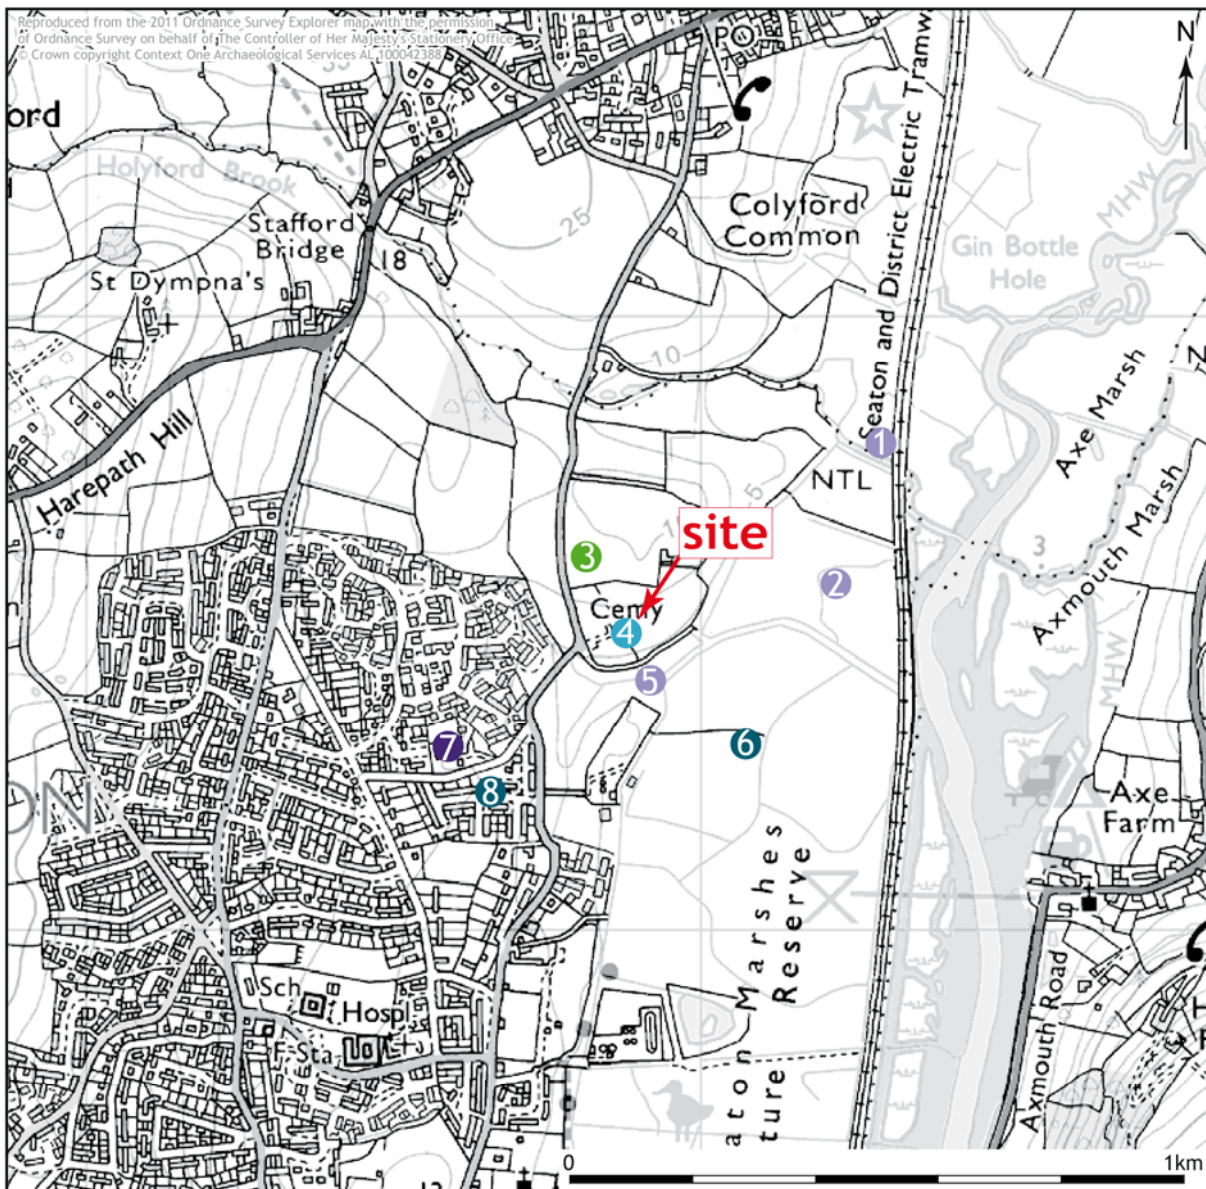 Reproduced from the 2011 Ordnance Survey Explorer map with the permission
of Ordnance Survey on behalf of The Controller of Her Majesty's Stationery Office
© Crown copyright Context One Archaeological Services AL 100042388
N
PO
ord
Holyford Brook
Stafford
Bridge
18
25
Colyford
Common
Seaton and District Electric Tramw
MHW
Gin Bottle
Hole
St Dympna's
10
Harepath Hill
Axe Marsh
N
1
NTL
5
site
3
3
2
Axmouth Marsh
Cemy
4
5
MHW
7
6
8
ON
Axe
Farm
aton Marshes
ture Reserve
Sch
Hosp
F Sta
Axmouth Road
H
F
0
1km